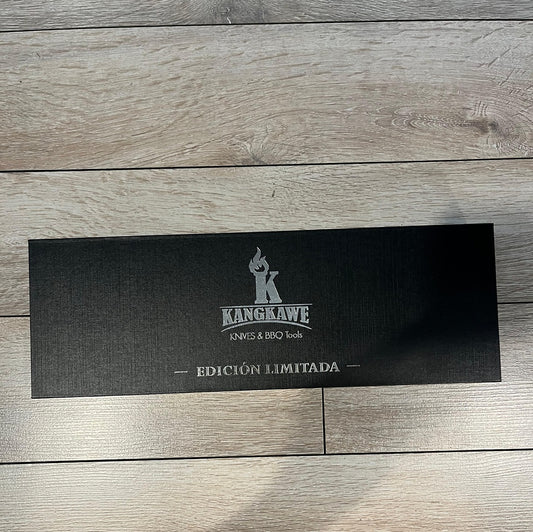 K
KANGKAWE
KNIVES & BBQ Tools
— EDICIÓN LIMITADA —